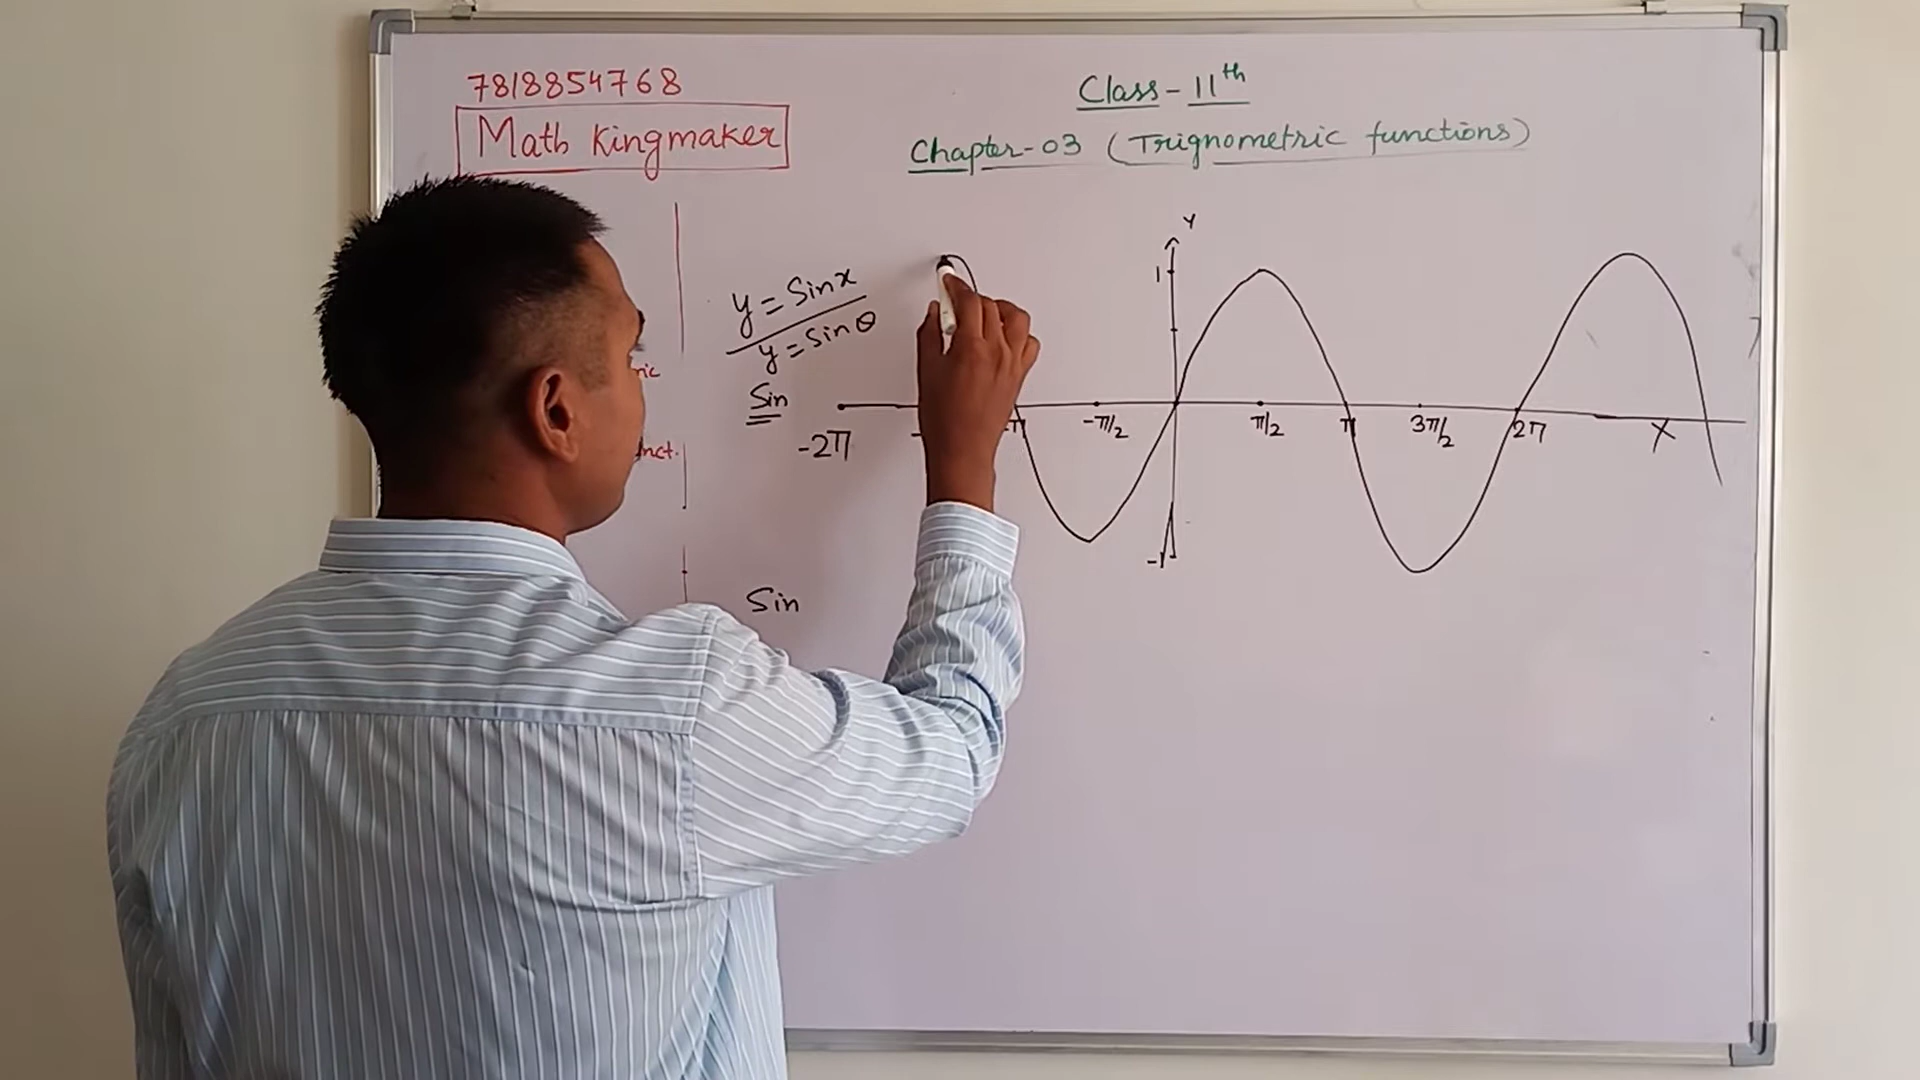 7818854768
Math Kingmaker
Class-11th
Chapter-03 (Trignometric functions)
Y
1
y=Sinx
y=sinθ
Sin
-2π
-π/2
π/2
π
3π/2
2π
X
-1
Sin